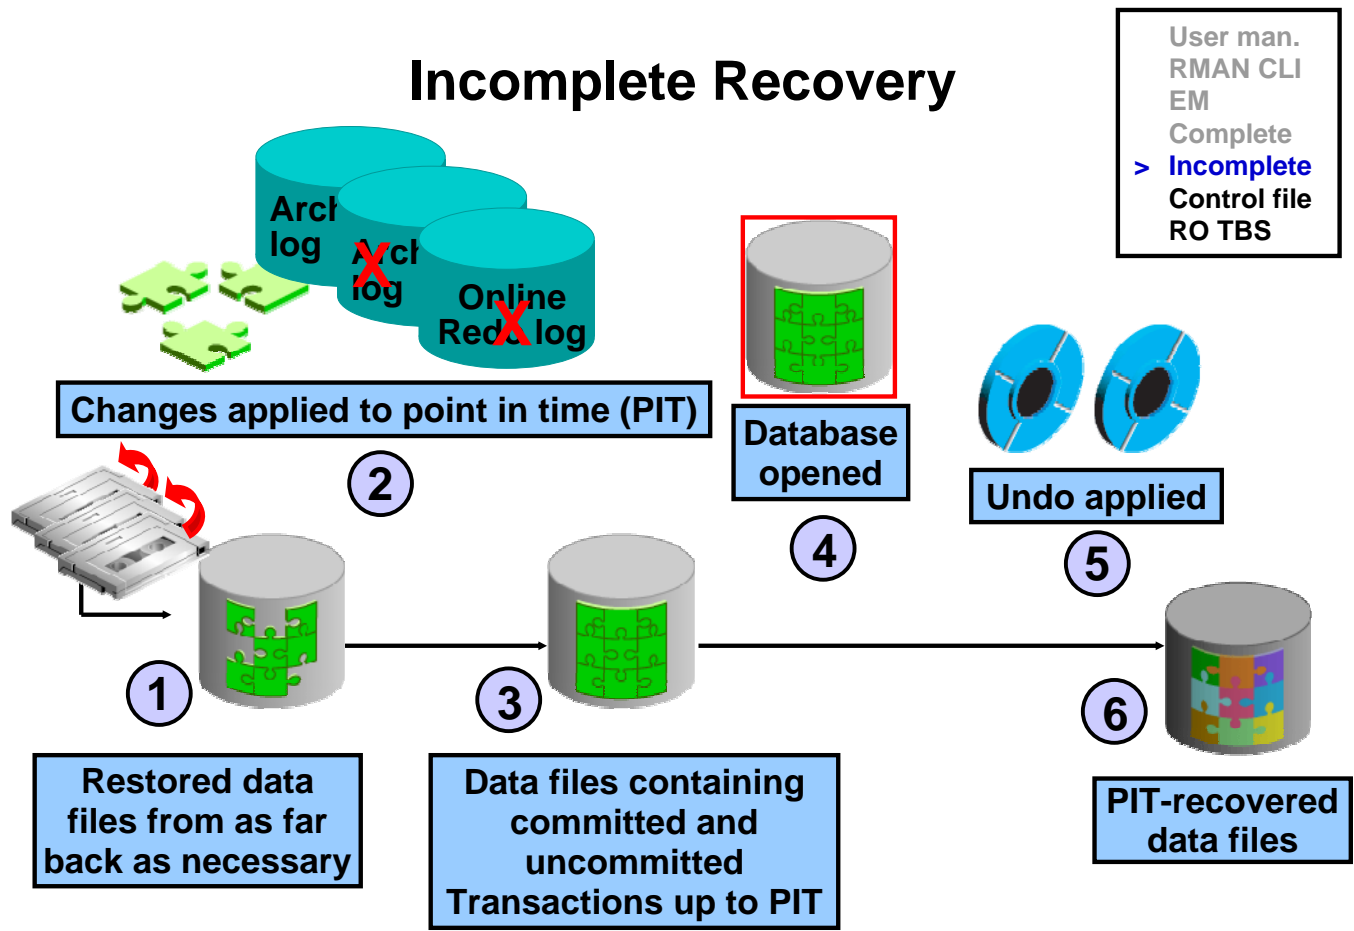 Incomplete Recovery
User man.
RMAN CLI
EM
Complete
> Incomplete
Control file
RO TBS
Arch
log
Arch
log
X
Online
Redo log
X
Changes applied to point in time (PIT)
2
Database
opened
4
Undo applied
5
1
3
6
Restored data
files from as far
back as necessary
Data files containing
committed and
uncommitted
Transactions up to PIT
PIT-recovered
data files